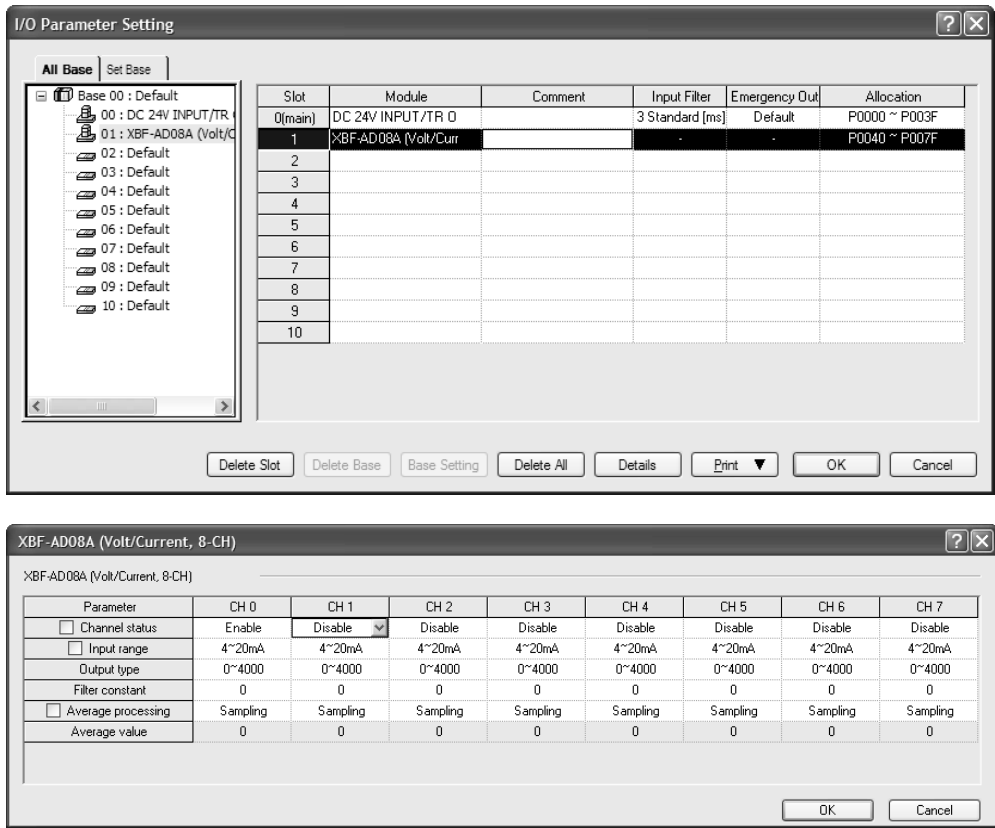 I/O Parameter Setting
All Base Set Base
Base 00 : Default
00 : DC 24V INPUT/TR
01 : XBF-AD08A (Volt/C
02 : Default
03 : Default
04 : Default
05 : Default
06 : Default
07 : Default
08 : Default
09 : Default
10 : Default
Slot Module Comment Input Filter Emergency Out Allocation
0(main) DC 24V INPUT/TR O 3 Standard [ms] Default P0000 ~ P003F
1 XBF-AD08A (Volt/Curr - - P0040 ~ P007F
2
3
4
5
6
7
8
9
10
Delete Slot Delete Base Base Setting Delete All Details Print ▼ OK Cancel
XBF-AD08A (Volt/Current, 8-CH)
XBF-AD08A (Volt/Current, 8-CH)
Parameter CH 0 CH 1 CH 2 CH 3 CH 4 CH 5 CH 6 CH 7
Channel status Enable Disable Disable Disable Disable Disable Disable Disable
Input range 4~20mA 4~20mA 4~20mA 4~20mA 4~20mA 4~20mA 4~20mA 4~20mA
Output type 0~4000 0~4000 0~4000 0~4000 0~4000 0~4000 0~4000 0~4000
Filter constant 0 0 0 0 0 0 0 0
Average processing Sampling Sampling Sampling Sampling Sampling Sampling Sampling Sampling
Average value 0 0 0 0 0 0 0 0
OK Cancel